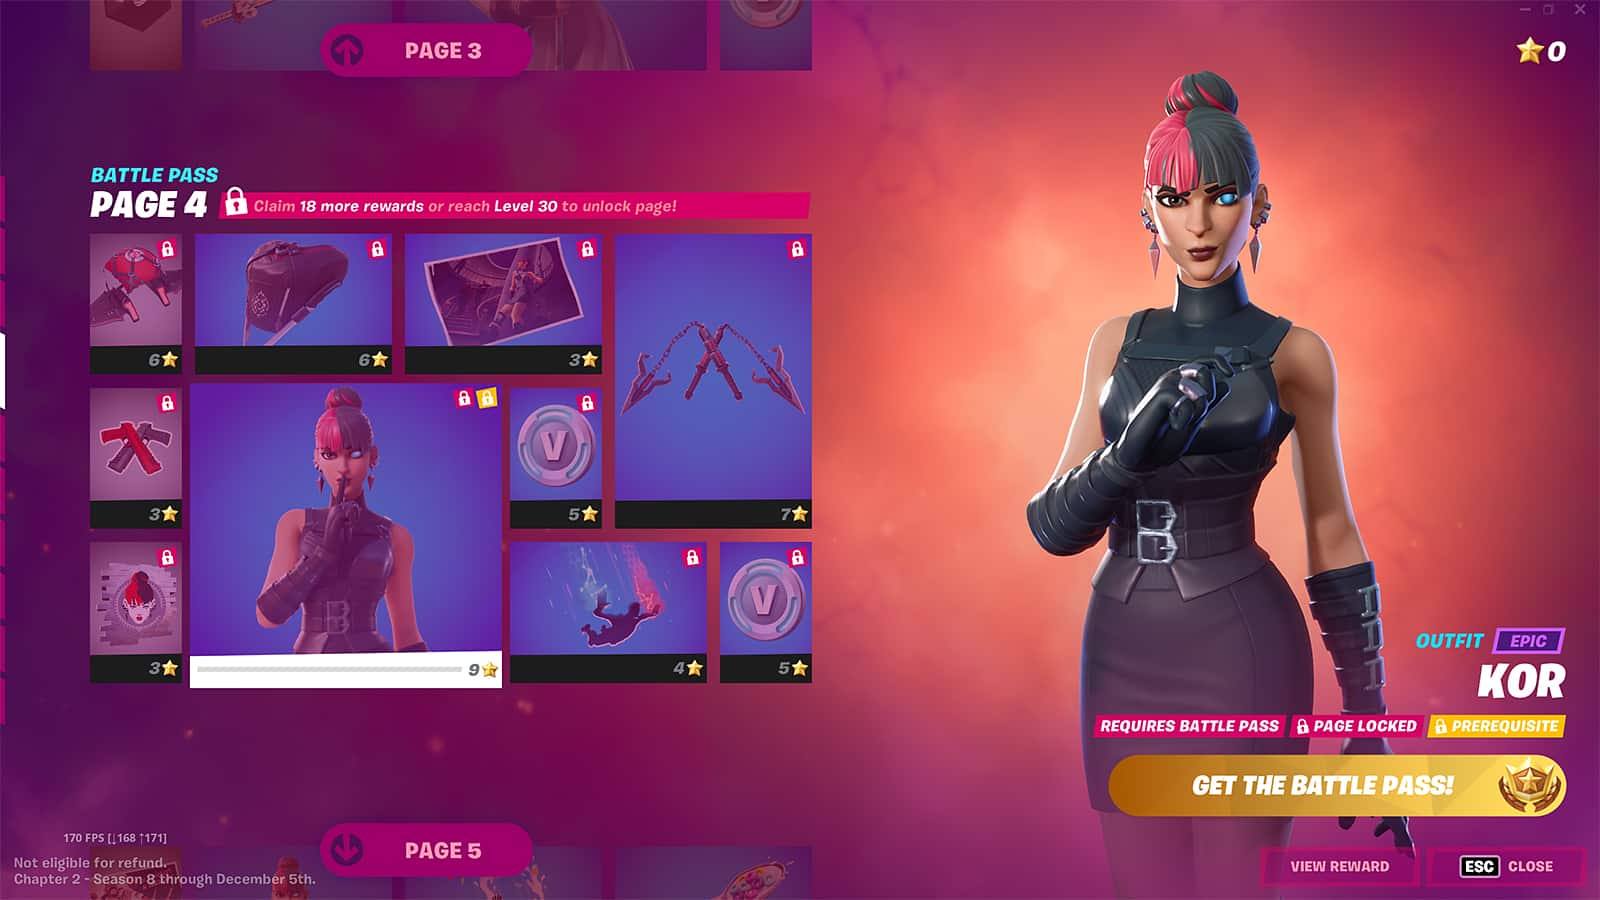 PAGE 3
0
BATTLE PASS
PAGE 4
Claim 18 more rewards or reach Level 30 to unlock page!
6
6
3
7
3
5
3
9
4
5
OUTFIT EPIC
KOR
REQUIRES BATTLE PASS PAGE LOCKED PREREQUISITE
GET THE BATTLE PASS!
170 FPS [↓168 ↑171]
PAGE 5
Not eligible for refund.
Chapter 2 - Season 8 through December 5th.
VIEW REWARD ESC CLOSE